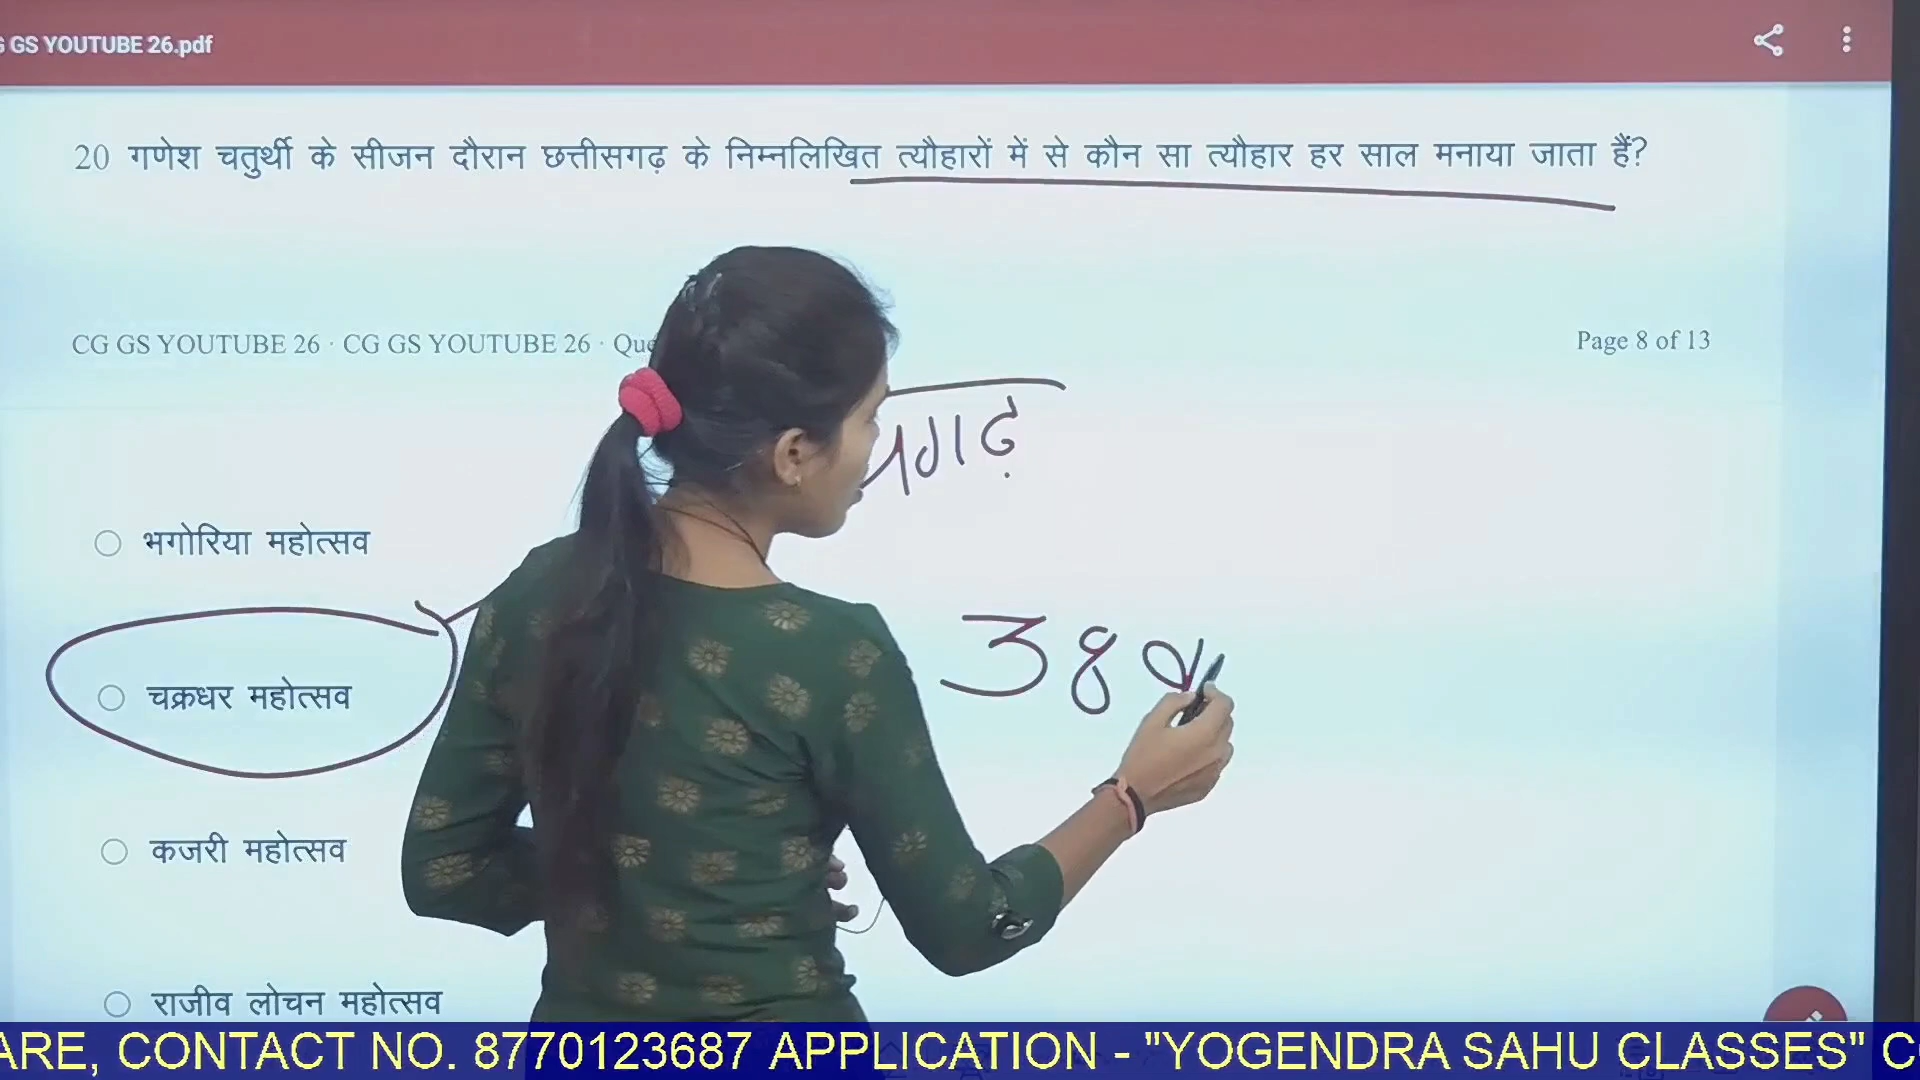 GS YOUTUBE 26.pdf
20 गणेश चतुर्थी के सीजन दौरान छत्तीसगढ़ के निम्नलिखित त्यौहारों में से कौन सा त्यौहार हर साल मनाया जाता हैं?
CG GS YOUTUBE 26 · CG GS YOUTUBE 26 · Que
Page 8 of 13
यगढ़
भगोरिया महोत्सव
38
चक्रधर महोत्सव
कजरी महोत्सव
राजीव लोचन महोत्सव
ARE, CONTACT NO. 8770123687 APPLICATION - "YOGENDRA SAHU CLASSES" C